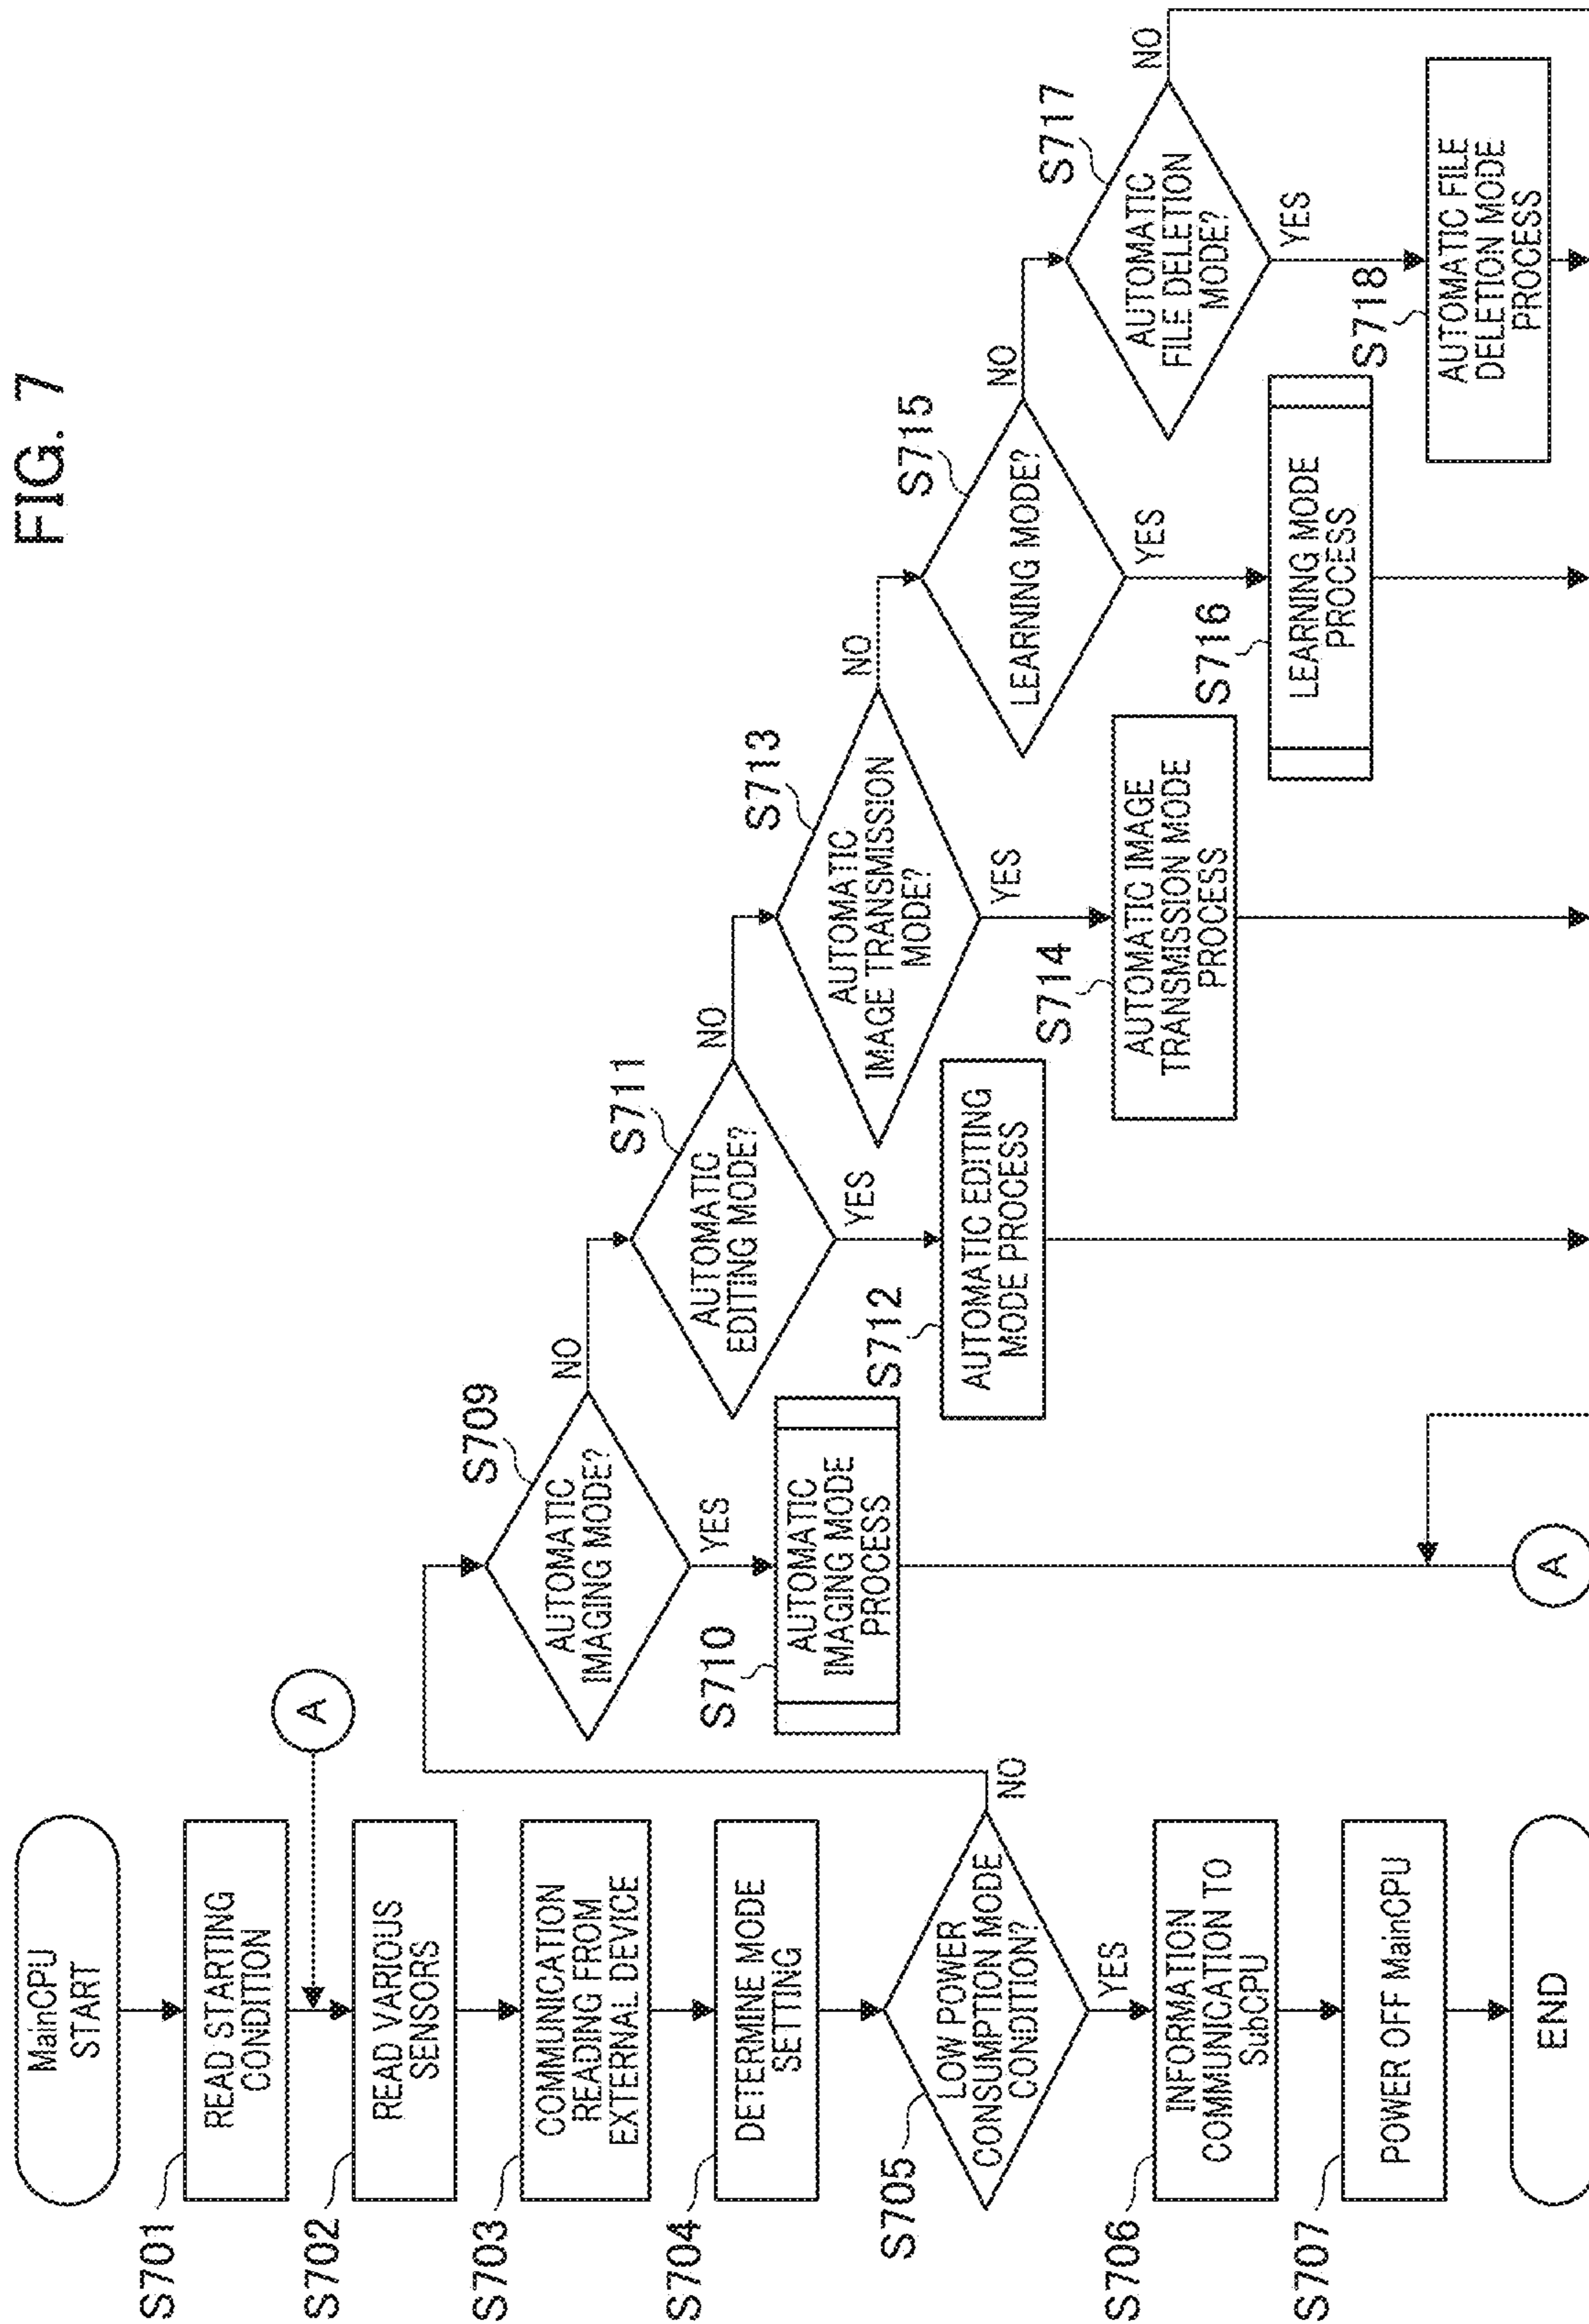 FIG. 7
MainCPU
START
S701
READ STARTING
CONDITION
A
S702
READ VARIOUS
SENSORS
S703
COMMUNICATION
READING FROM
EXTERNAL DEVICE
S704
DETERMINE MODE
SETTING
S705
LOW POWER
CONSUMPTION MODE
CONDITION?
NO
YES
S706
INFORMATION
COMMUNICATION TO
SubCPU
S707
POWER OFF MainCPU
END
S709
AUTOMATIC
IMAGING MODE?
NO
YES
S710
AUTOMATIC
IMAGING MODE
PROCESS
A
S711
AUTOMATIC
EDITING MODE?
NO
YES
S712
AUTOMATIC EDITING
MODE PROCESS
S713
AUTOMATIC
IMAGE TRANSMISSION
MODE?
NO
YES
S714
AUTOMATIC IMAGE
TRANSMISSION MODE
PROCESS
S715
LEARNING MODE?
NO
YES
S716
LEARNING MODE
PROCESS
S717
AUTOMATIC
FILE DELETION
MODE?
NO
YES
S718
AUTOMATIC FILE
DELETION MODE
PROCESS